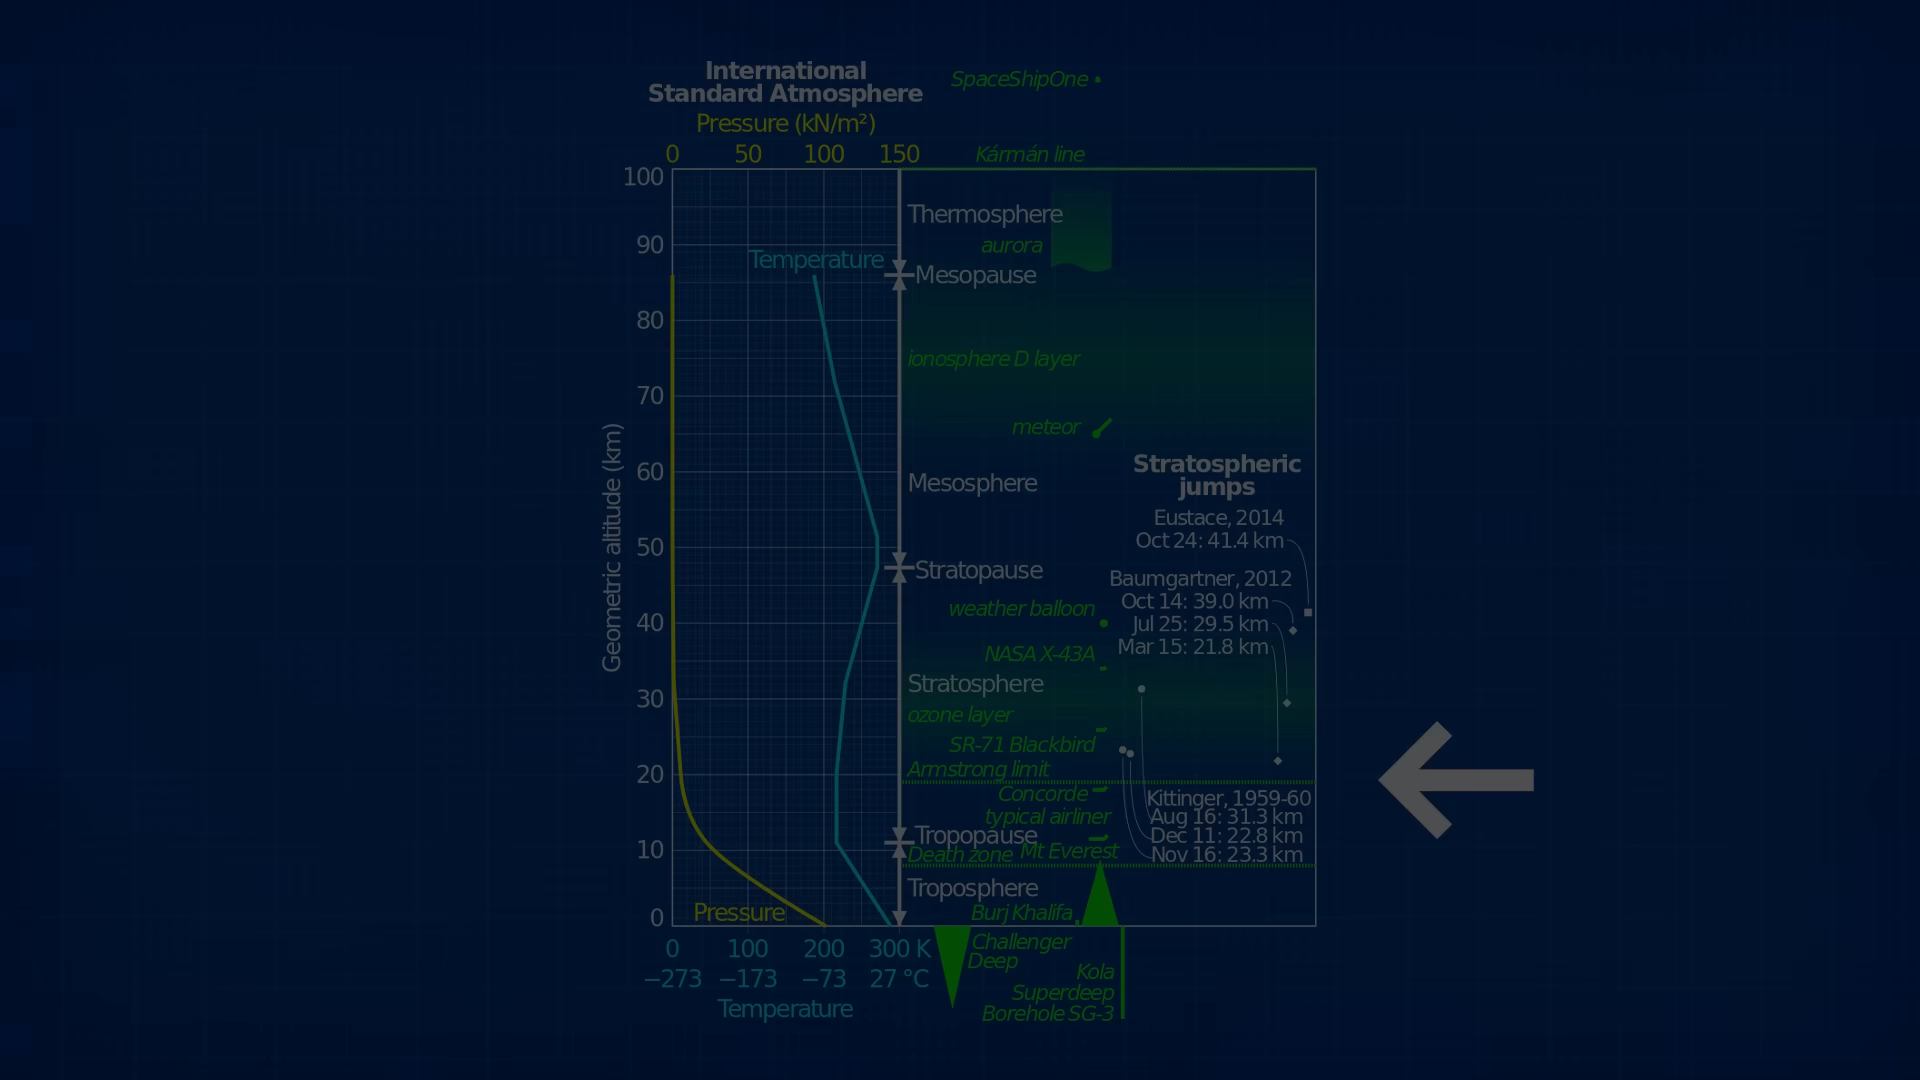 International
Standard Atmosphere
SpaceShipOne
Pressure (kN/m²)
0 50 100 150
Kármán line
100
Thermosphere
aurora
90
Temperature
Mesopause
80
ionosphere D layer
70
meteor
Stratospheric
jumps
60
Mesosphere
Eustace, 2014
Oct 24: 41.4 km
50
Stratopause
Baumgartner, 2012
Oct 14: 39.0 km
Jul 25: 29.5 km
Mar 15: 21.8 km
weather balloon
40
Geometric altitude (km)
NASA X-43A
Stratosphere
30
ozone layer
SR-71 Blackbird
Armstrong limit
20
Concorde
typical airliner
Kittinger, 1959-60
Aug 16: 31.3 km
Dec 11: 22.8 km
Nov 16: 23.3 km
Tropopause
10
Death zone
Mt Everest
Troposphere
Pressure
Burj Khalifa
0
0 100 200 300 K
−273 −173 −73 27 °C
Temperature
Challenger
Deep
Kola
Superdeep
Borehole SG-3